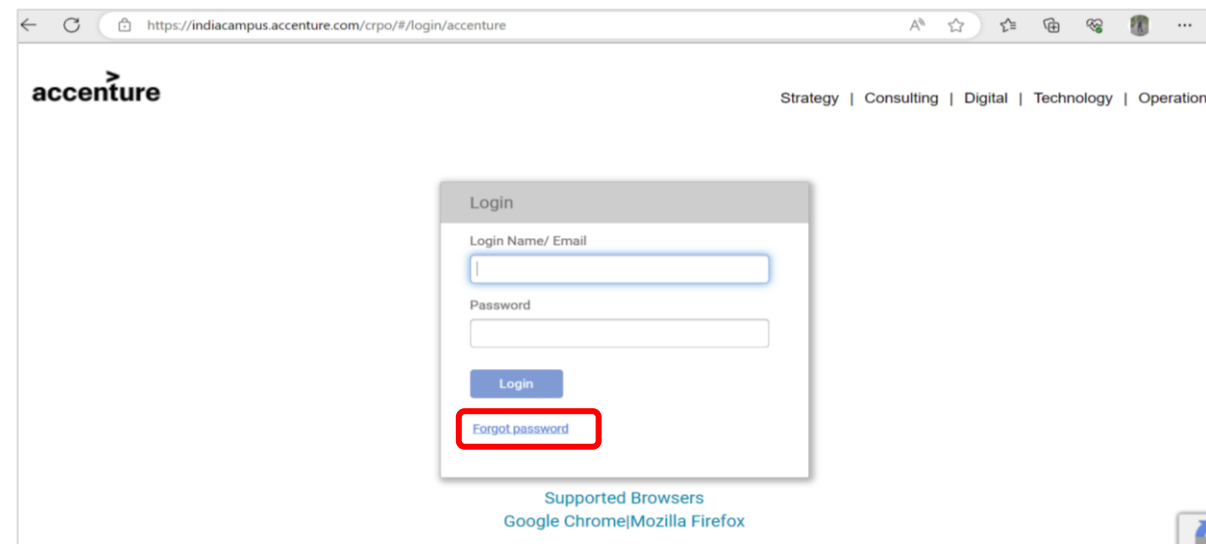 https://indiacampus.accenture.com/crpo/#/login/accenture
accenture
Strategy | Consulting | Digital | Technology | Operation
Login
Login Name/ Email
Password
Login
Forgot password
Supported Browsers
Google Chrome|Mozilla Firefox